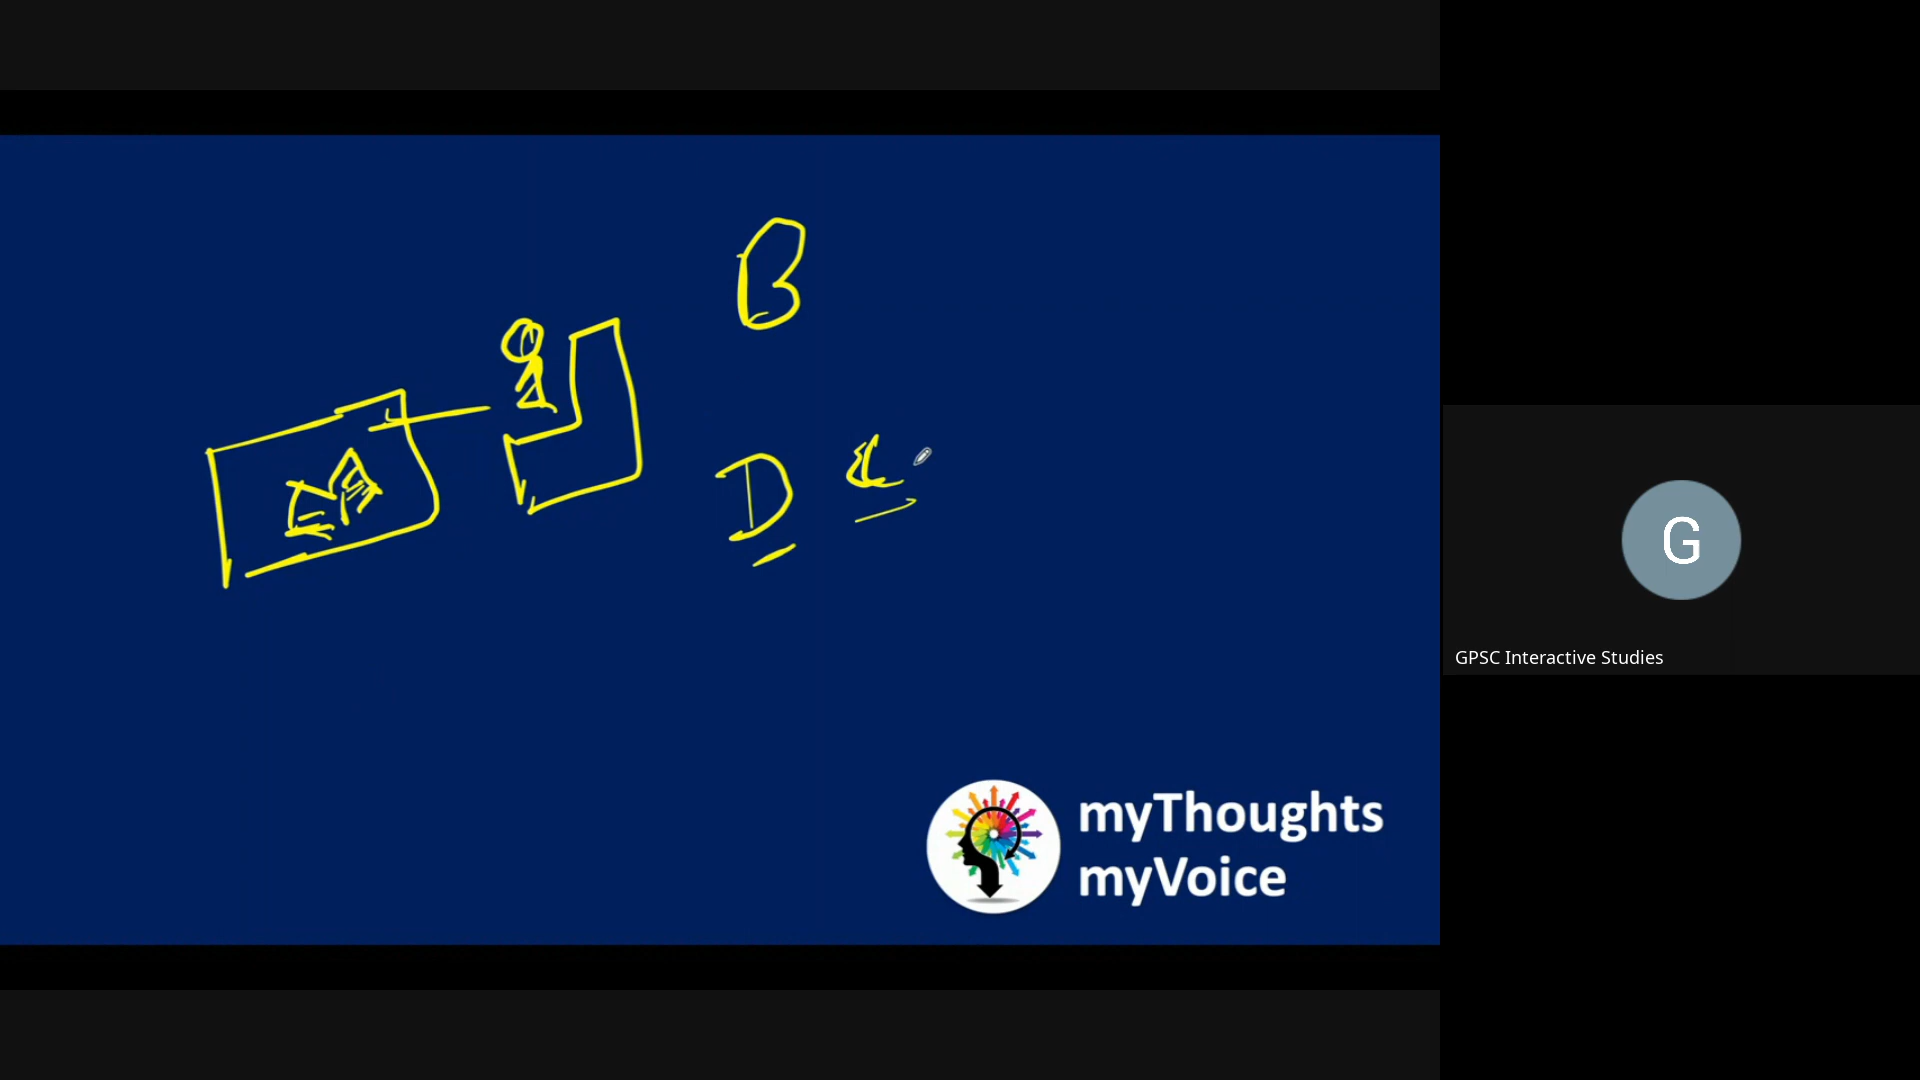 B
D
myThoughts
myVoice
G
GPSC Interactive Studies